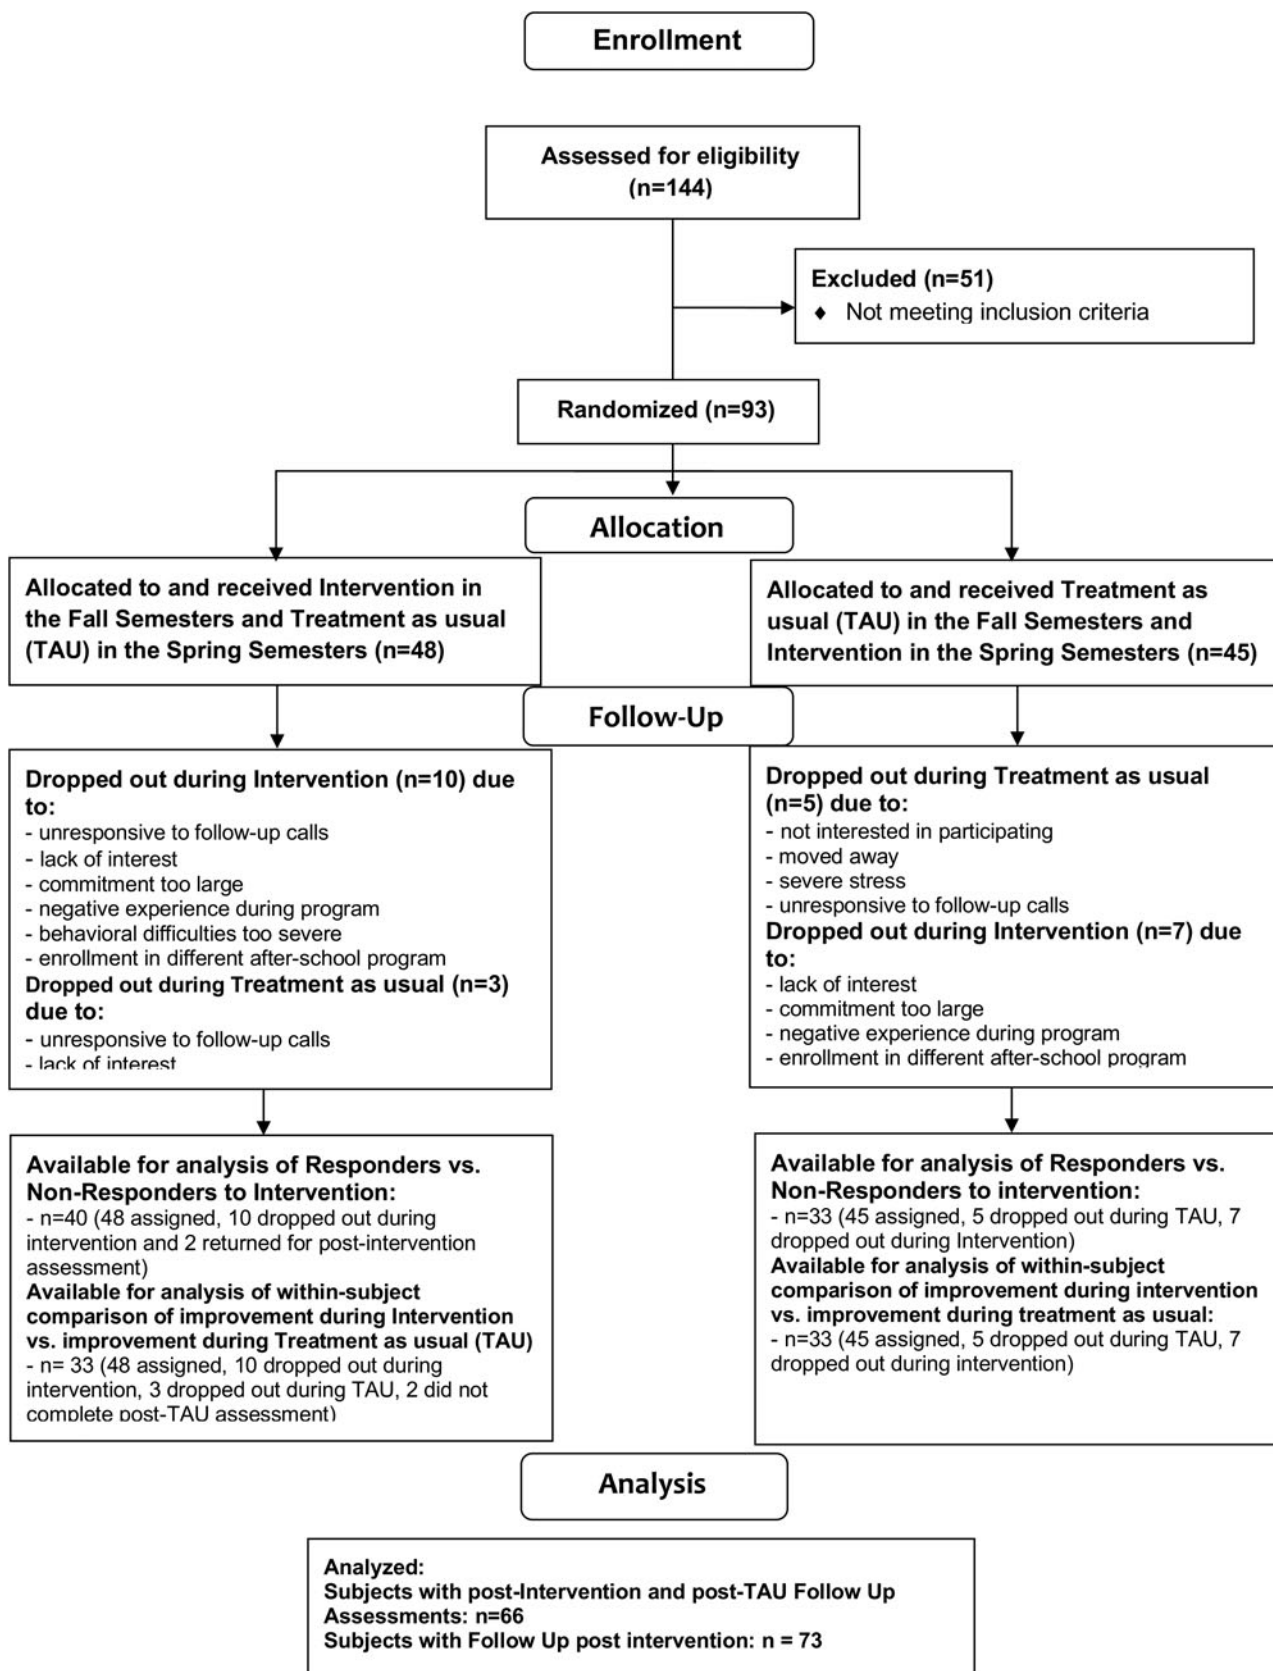 Enrollment
Assessed for eligibility
(n=144)
Excluded (n=51)
♦ Not meeting inclusion criteria
Randomized (n=93)
Allocation
Allocated to and received Intervention in
the Fall Semesters and Treatment as usual
(TAU) in the Spring Semesters (n=48)
Allocated to and received Treatment as
usual (TAU) in the Fall Semesters and
Intervention in the Spring Semesters (n=45)
Follow-Up
Dropped out during Intervention (n=10) due
to:
- unresponsive to follow-up calls
- lack of interest
- commitment too large
- negative experience during program
- behavioral difficulties too severe
- enrollment in different after-school program
Dropped out during Treatment as usual (n=3)
due to:
- unresponsive to follow-up calls
- lack of interest
Dropped out during Treatment as usual
(n=5) due to:
- not interested in participating
- moved away
- severe stress
- unresponsive to follow-up calls
Dropped out during Intervention (n=7) due
to:
- lack of interest
- commitment too large
- negative experience during program
- enrollment in different after-school program
Available for analysis of Responders vs.
Non-Responders to Intervention:
- n=40 (48 assigned, 10 dropped out during
intervention and 2 returned for post-intervention
assessment)
Available for analysis of within-subject
comparison of improvement during Intervention
vs. improvement during Treatment as usual (TAU)
- n= 33 (48 assigned, 10 dropped out during
intervention, 3 dropped out during TAU, 2 did not
complete post-TAU assessment)
Available for analysis of Responders vs.
Non-Responders to intervention:
- n=33 (45 assigned, 5 dropped out during TAU, 7
dropped out during Intervention)
Available for analysis of within-subject
comparison of improvement during intervention
vs. improvement during treatment as usual:
- n=33 (45 assigned, 5 dropped out during TAU, 7
dropped out during intervention)
Analysis
Analyzed:
Subjects with post-Intervention and post-TAU Follow Up
Assessments: n=66
Subjects with Follow Up post intervention: n = 73